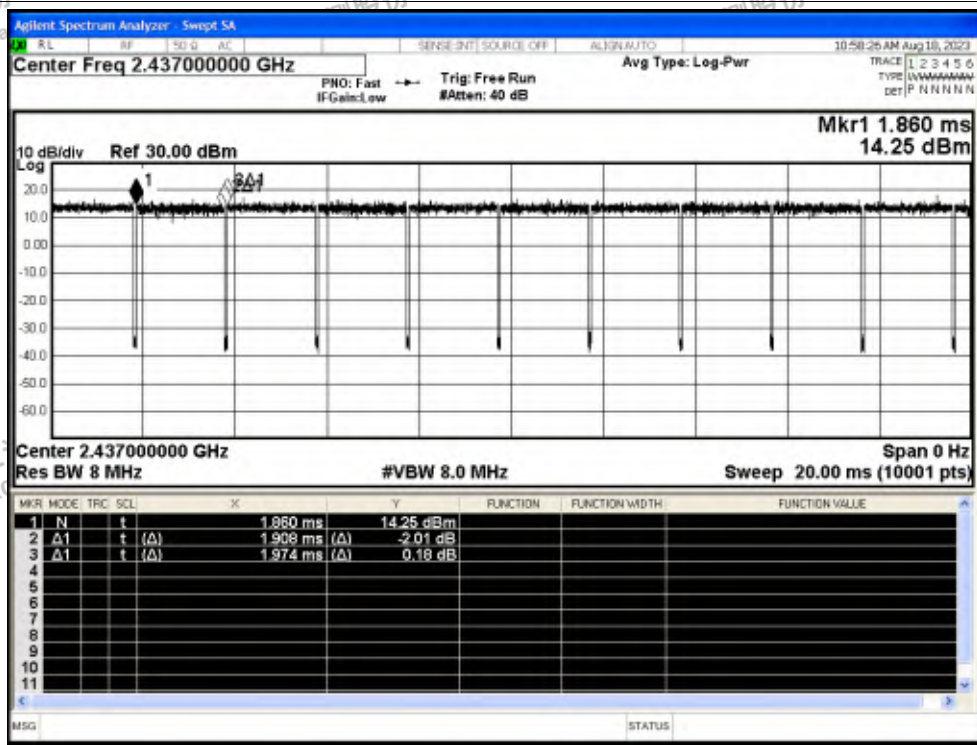 Agilent Spectrum Analyzer - Swept SA
RL RF 50 Ω AC SENSE:INT SOURCE OFF ALIGN AUTO 10:58:26 AM Aug 18, 2023
Center Freq 2.437000000 GHz
PNO: Fast
IFGain:Low
Trig: Free Run
#Atten: 40 dB
Avg Type: Log-Pwr
TRACE 1 2 3 4 5 6
TYPE
DET P N N N N N
Mkr1 1.860 ms
14.25 dBm
10 dB/div Ref 30.00 dBm
Log
1
3Δ1
20.0
10.0
0.00
-10.0
-20.0
-30.0
-40.0
-50.0
-60.0
Center 2.437000000 GHz Span 0 Hz
Res BW 8 MHz #VBW 8.0 MHz Sweep 20.00 ms (10001 pts)
MKR MODE TRC SCL X Y FUNCTION FUNCTION WIDTH FUNCTION VALUE
1 N t 1.860 ms 14.25 dBm
2 Δ1 t (Δ) 1.908 ms (Δ) -2.01 dB
3 Δ1 t (Δ) 1.974 ms (Δ) 0.18 dB
4
5
6
7
8
9
10
11
MSG STATUS